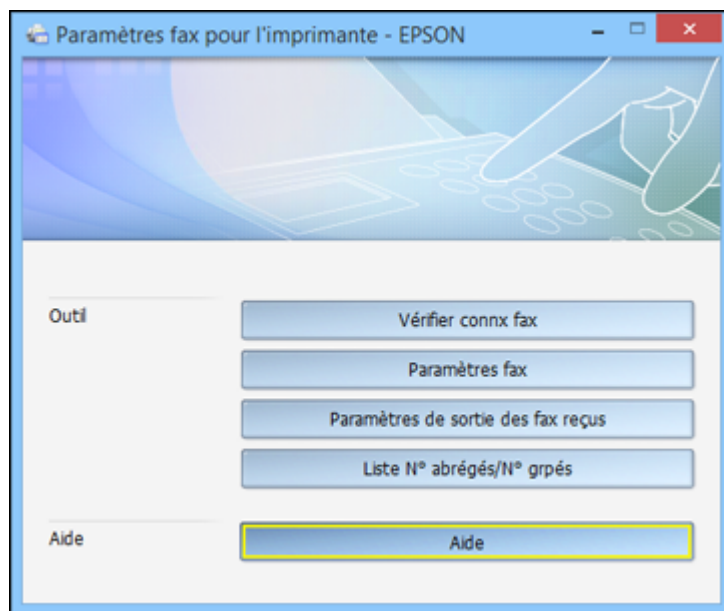 Paramètres fax pour l'imprimante - EPSON
Outil
Vérifier connx fax
Paramètres fax
Paramètres de sortie des fax reçus
Liste N° abrégés/N° grpés
Aide
Aide